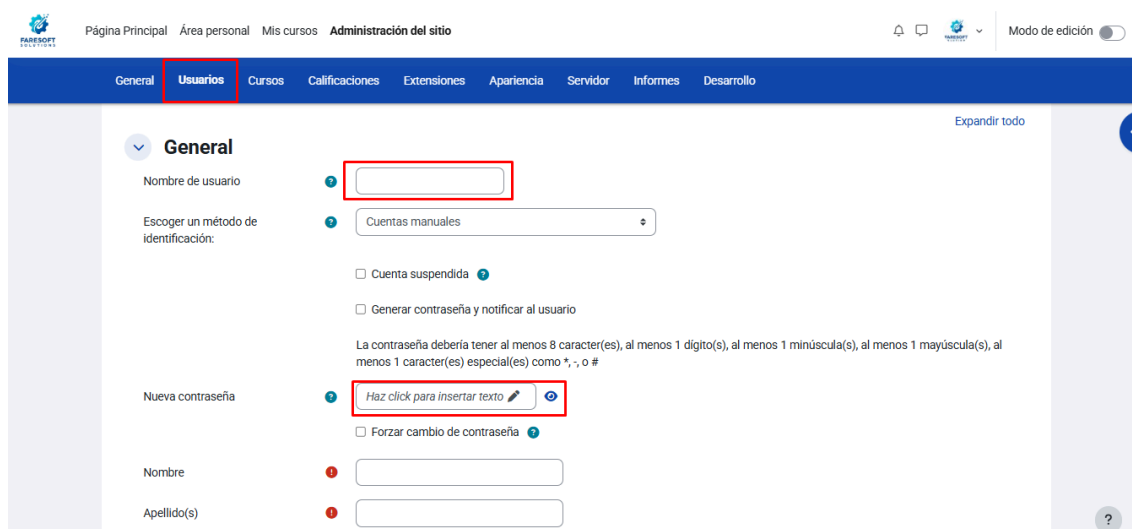 FARESOFT
SOLUTIONS
Página Principal Área personal Mis cursos Administración del sitio
Modo de edición
General Usuarios Cursos Calificaciones Extensiones Apariencia Servidor Informes Desarrollo
Expandir todo
General
Nombre de usuario ?
Escoger un método de
identificación: ? Cuentas manuales
Cuenta suspendida ?
Generar contraseña y notificar al usuario
La contraseña debería tener al menos 8 caracter(es), al menos 1 dígito(s), al menos 1 minúscula(s), al menos 1 mayúscula(s), al
menos 1 caracter(es) especial(es) como *, -, o #
Nueva contraseña ? Haz click para insertar texto
Forzar cambio de contraseña ?
Nombre !
Apellido(s) !
?